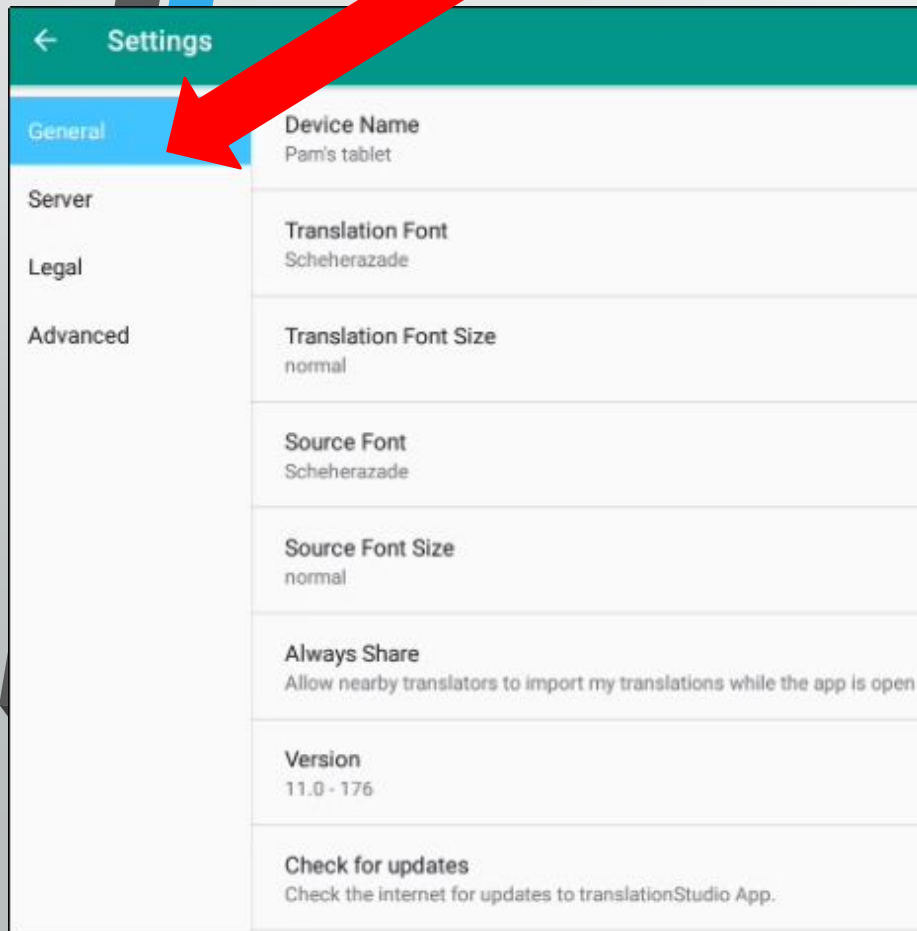 Settings
General
Server
Legal
Advanced
Device Name
Pam's tablet
Translation Font
Scheherazade
Translation Font Size
normal
Source Font
Scheherazade
Source Font Size
normal
Always Share
Allow nearby translators to import my translations while the app is open
Version
11.0 - 176
Check for updates
Check the internet for updates to translationStudio App.